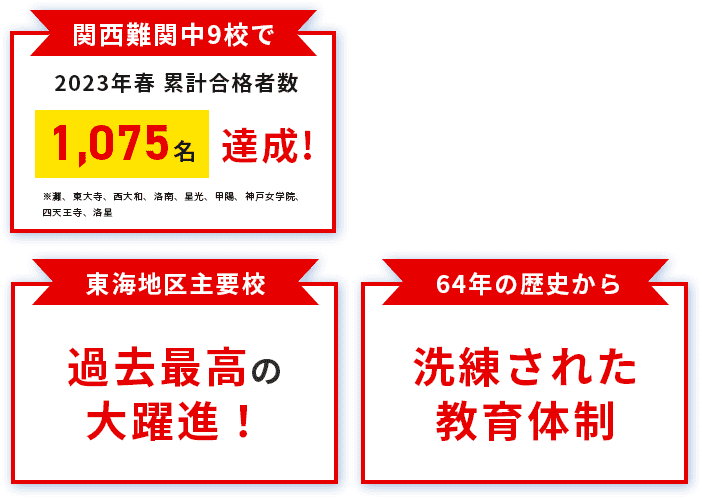 関西難関中9校で
2023年春 累計合格者数
1,075名 達成!
※灘、東大寺、西大和、洛南、星光、甲陽、神戸女学院、
四天王寺、洛星
東海地区主要校
過去最高の
大躍進！
64年の歴史から
洗練された
教育体制